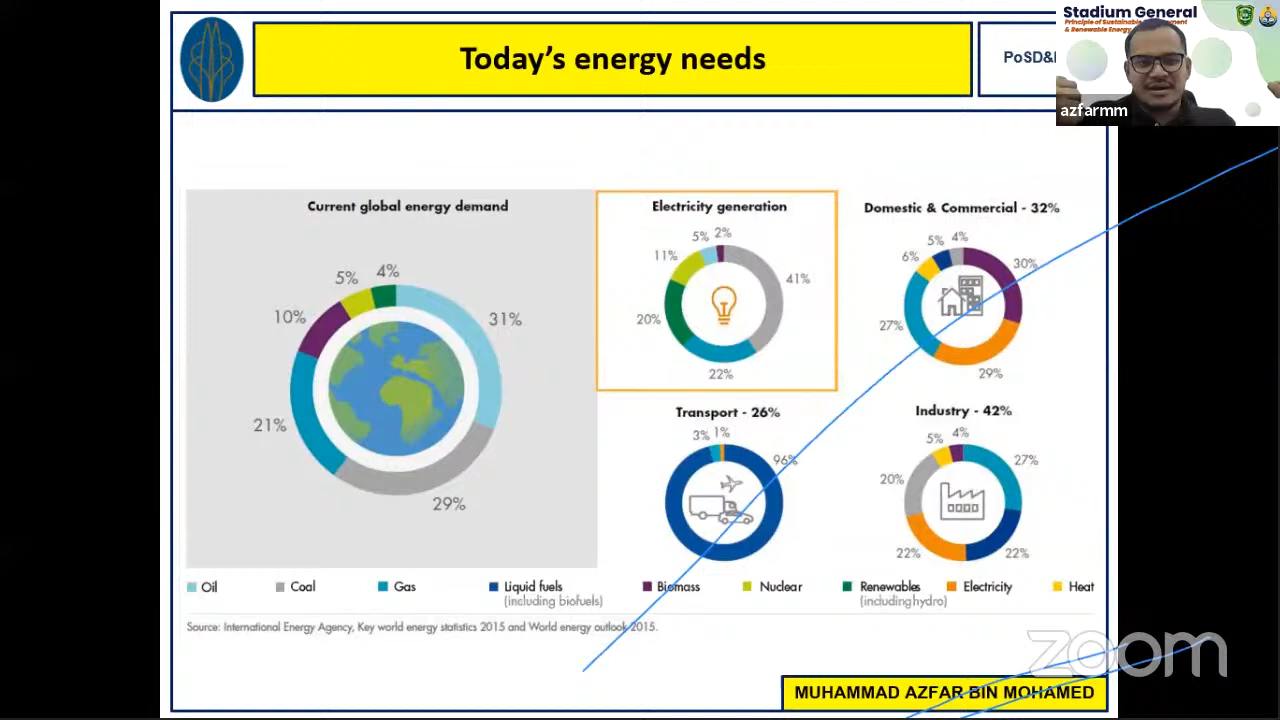 Today's energy needs
PoSD&
Stadium General
Principle of Sustainable
& Renewable Energy
azfarmm
Current global energy demand
4%
5%
10%
31%
21%
29%
Electricity generation
2%
5%
11%
41%
20%
22%
Domestic & Commercial - 32%
4%
5%
6%
30%
27%
29%
Transport - 26%
3% 1%
96%
Industry - 42%
4%
5%
27%
20%
22%
22%
Oil
Coal
Gas
Liquid fuels
(including biofuels)
Biomass
Nuclear
Renewables
(including hydro)
Electricity
Heat
Source: International Energy Agency, Key world energy statistics 2015 and World energy outlook 2015.
zoom
MUHAMMAD AZFAR BIN MOHAMED